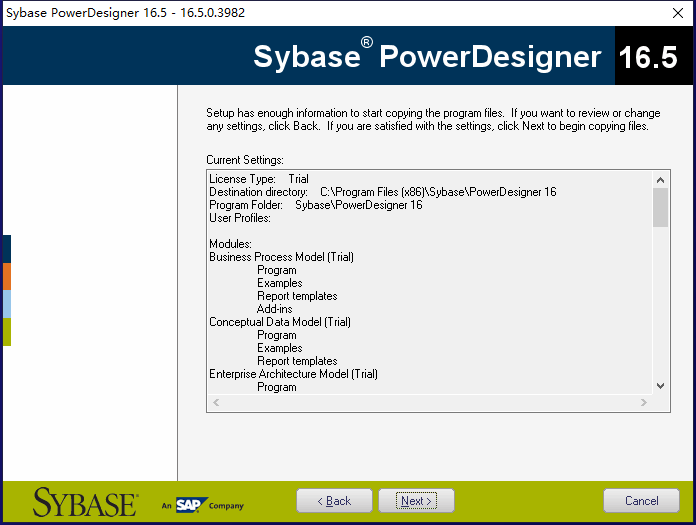 Sybase PowerDesigner 16.5 - 16.5.0.3982
Sybase® PowerDesigner 16.5
Setup has enough information to start copying the program files. If you want to review or change
any settings, click Back. If you are satisfied with the settings, click Next to begin copying files.
Current Settings:
License Type: Trial
Destination directory: C:\Program Files (x86)\Sybase\PowerDesigner 16
Program Folder: Sybase\PowerDesigner 16
User Profiles:
Modules:
Business Process Model (Trial)
Program
Examples
Report templates
Add-ins
Conceptual Data Model (Trial)
Program
Examples
Report templates
Enterprise Architecture Model (Trial)
Program
SYBASE® An SAP Company
< Back
Next >
Cancel